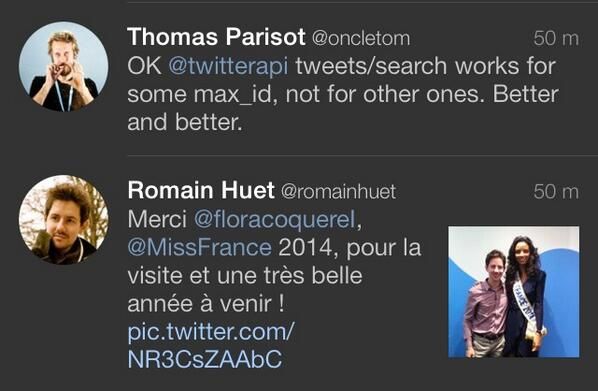 Thomas Parisot @oncletom 50 m
OK @twitterapi tweets/search works for
some max_id, not for other ones. Better
and better.
Romain Huet @romainhuet 50 m
Merci @floracoquerel,
@MissFrance 2014, pour la
visite et une très belle
année à venir !
pic.twitter.com/
NR3CsZAAbC